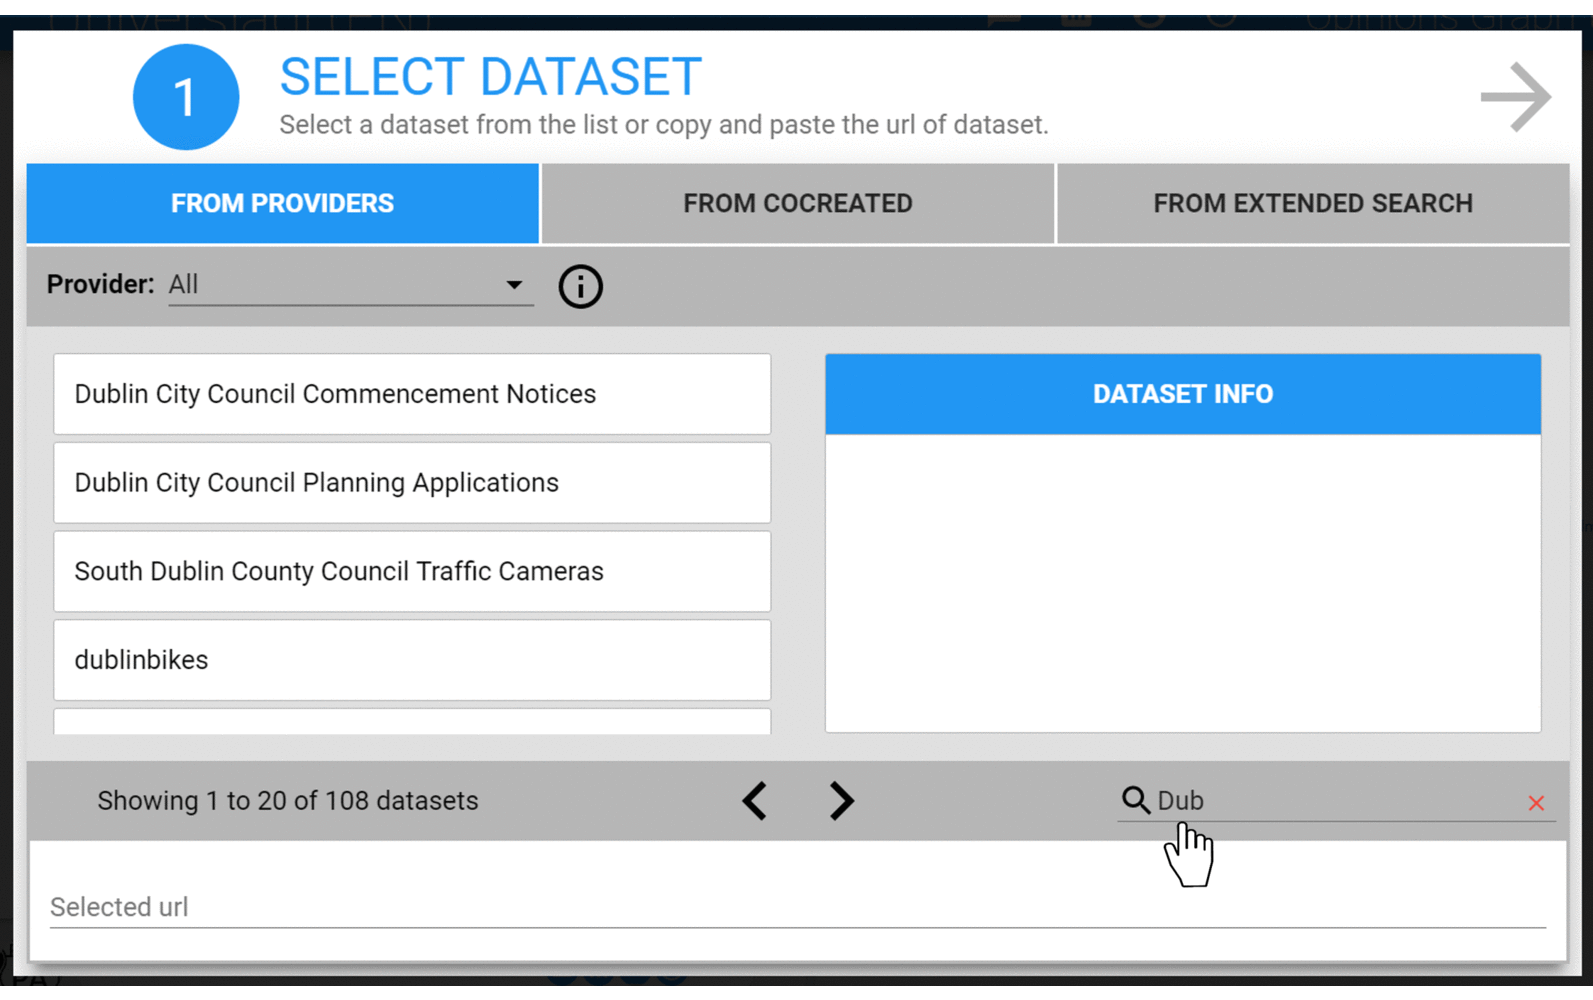 1
SELECT DATASET
Select a dataset from the list or copy and paste the url of dataset.
FROM PROVIDERS
FROM COCREATED
FROM EXTENDED SEARCH
Provider: All
Dublin City Council Commencement Notices
Dublin City Council Planning Applications
South Dublin County Council Traffic Cameras
dublinbikes
DATASET INFO
Showing 1 to 20 of 108 datasets
Dub
Selected url